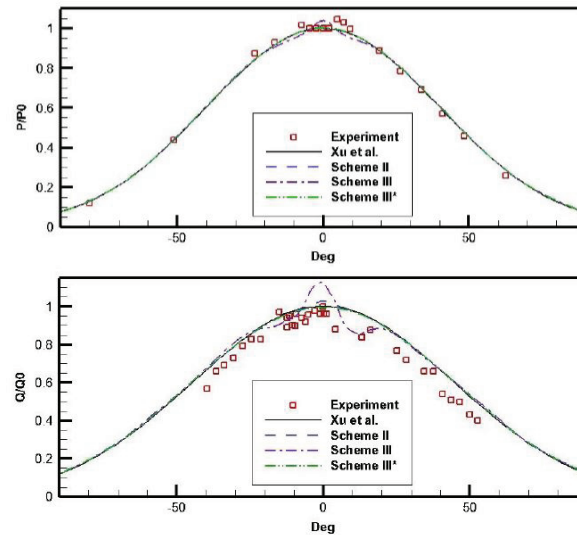 1
0.8
0.6
0.4
0.2
0
P/P0
Experiment
Xu et al.
Scheme II
Scheme III
Scheme III*
-50
0
50
Deg
1
0.8
0.6
0.4
0.2
0
Q/Q0
Experiment
Xu et al.
Scheme II
Scheme III
Scheme III*
-50
0
50
Deg